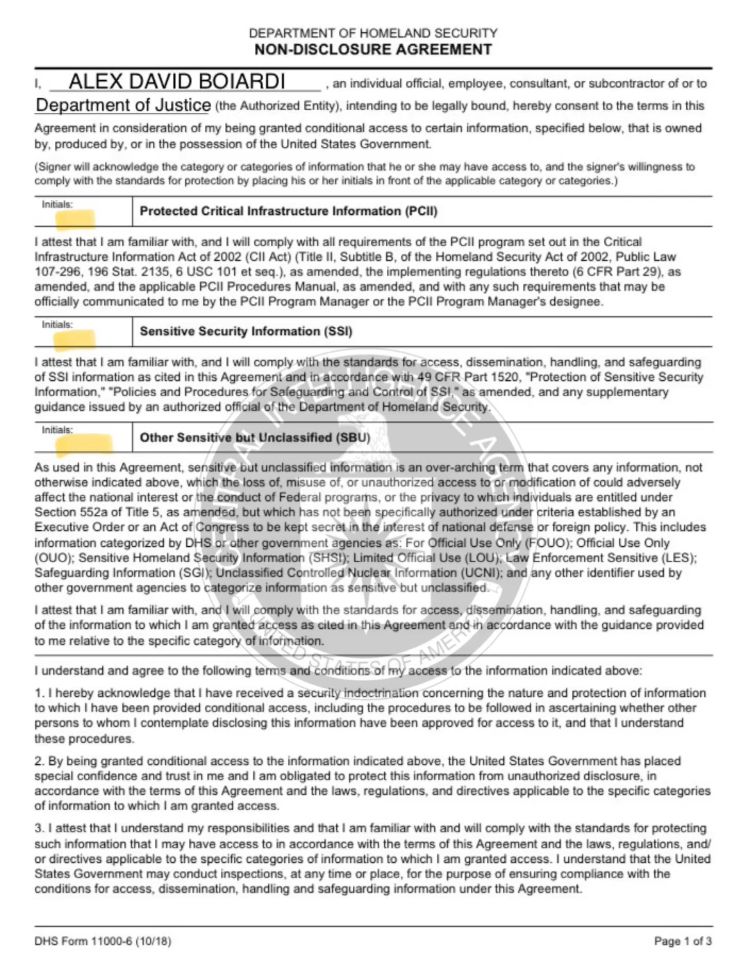 DEPARTMENT OF HOMELAND SECURITY
NON-DISCLOSURE AGREEMENT
I, ALEX DAVID BOIARDI , an individual official, employee, consultant, or subcontractor of or to
Department of Justice (the Authorized Entity), intending to be legally bound, hereby consent to the terms in this
Agreement in consideration of my being granted conditional access to certain information, specified below, that is owned
by, produced by, or in the possession of the United States Government.
(Signer will acknowledge the category or categories of information that he or she may have access to, and the signer's willingness to
comply with the standards for protection by placing his or her initials in front of the applicable category or categories.)
Initials:
Protected Critical Infrastructure Information (PCII)
I attest that I am familiar with, and I will comply with all requirements of the PCII program set out in the Critical
Infrastructure Information Act of 2002 (CII Act) (Title II, Subtitle B, of the Homeland Security Act of 2002, Public Law
107-296, 196 Stat. 2135, 6 USC 101 et seq.), as amended, the implementing regulations thereto (6 CFR Part 29), as
amended, and the applicable PCII Procedures Manual, as amended, and with any such requirements that may be
officially communicated to me by the PCII Program Manager or the PCII Program Manager's designee.
Initials:
Sensitive Security Information (SSI)
I attest that I am familiar with, and I will comply with the standards for access, dissemination, handling, and safeguarding
of SSI information as cited in this Agreement and in accordance with 49 CFR Part 1520, "Protection of Sensitive Security
Information," "Policies and Procedures for Safeguarding and Control of SSI," as amended, and any supplementary
guidance issued by an authorized official of the Department of Homeland Security.
Initials:
Other Sensitive but Unclassified (SBU)
As used in this Agreement, sensitive but unclassified information is an over-arching term that covers any information, not
otherwise indicated above, which the loss of, misuse of, or unauthorized access to or modification of could adversely
affect the national interest or the conduct of Federal programs, or the privacy to which individuals are entitled under
Section 552a of Title 5, as amended, but which has not been specifically authorized under criteria established by an
Executive Order or an Act of Congress to be kept secret in the interest of national defense or foreign policy. This includes
information categorized by DHS or other government agencies as: For Official Use Only (FOUO); Official Use Only
(OUO); Sensitive Homeland Security Information (SHSI); Limited Official Use (LOU); Law Enforcement Sensitive (LES);
Safeguarding Information (SGI); Unclassified Controlled Nuclear Information (UCNI); and any other identifier used by
other government agencies to categorize information as sensitive but unclassified.
I attest that I am familiar with, and I will comply with the standards for access, dissemination, handling, and safeguarding
of the information to which I am granted access as cited in this Agreement and in accordance with the guidance provided
to me relative to the specific category of information.
CENTRAL INTELLIGENCE AGENCY
UNITED STATES OF AMERICA
I understand and agree to the following terms and conditions of my access to the information indicated above:
1. I hereby acknowledge that I have received a security indoctrination concerning the nature and protection of information
to which I have been provided conditional access, including the procedures to be followed in ascertaining whether other
persons to whom I contemplate disclosing this information have been approved for access to it, and that I understand
these procedures.
2. By being granted conditional access to the information indicated above, the United States Government has placed
special confidence and trust in me and I am obligated to protect this information from unauthorized disclosure, in
accordance with the terms of this Agreement and the laws, regulations, and directives applicable to the specific categories
of information to which I am granted access.
3. I attest that I understand my responsibilities and that I am familiar with and will comply with the standards for protecting
such information that I may have access to in accordance with the terms of this Agreement and the laws, regulations, and/
or directives applicable to the specific categories of information to which I am granted access. I understand that the United
States Government may conduct inspections, at any time or place, for the purpose of ensuring compliance with the
conditions for access, dissemination, handling and safeguarding information under this Agreement.
DHS Form 11000-6 (10/18)
Page 1 of 3